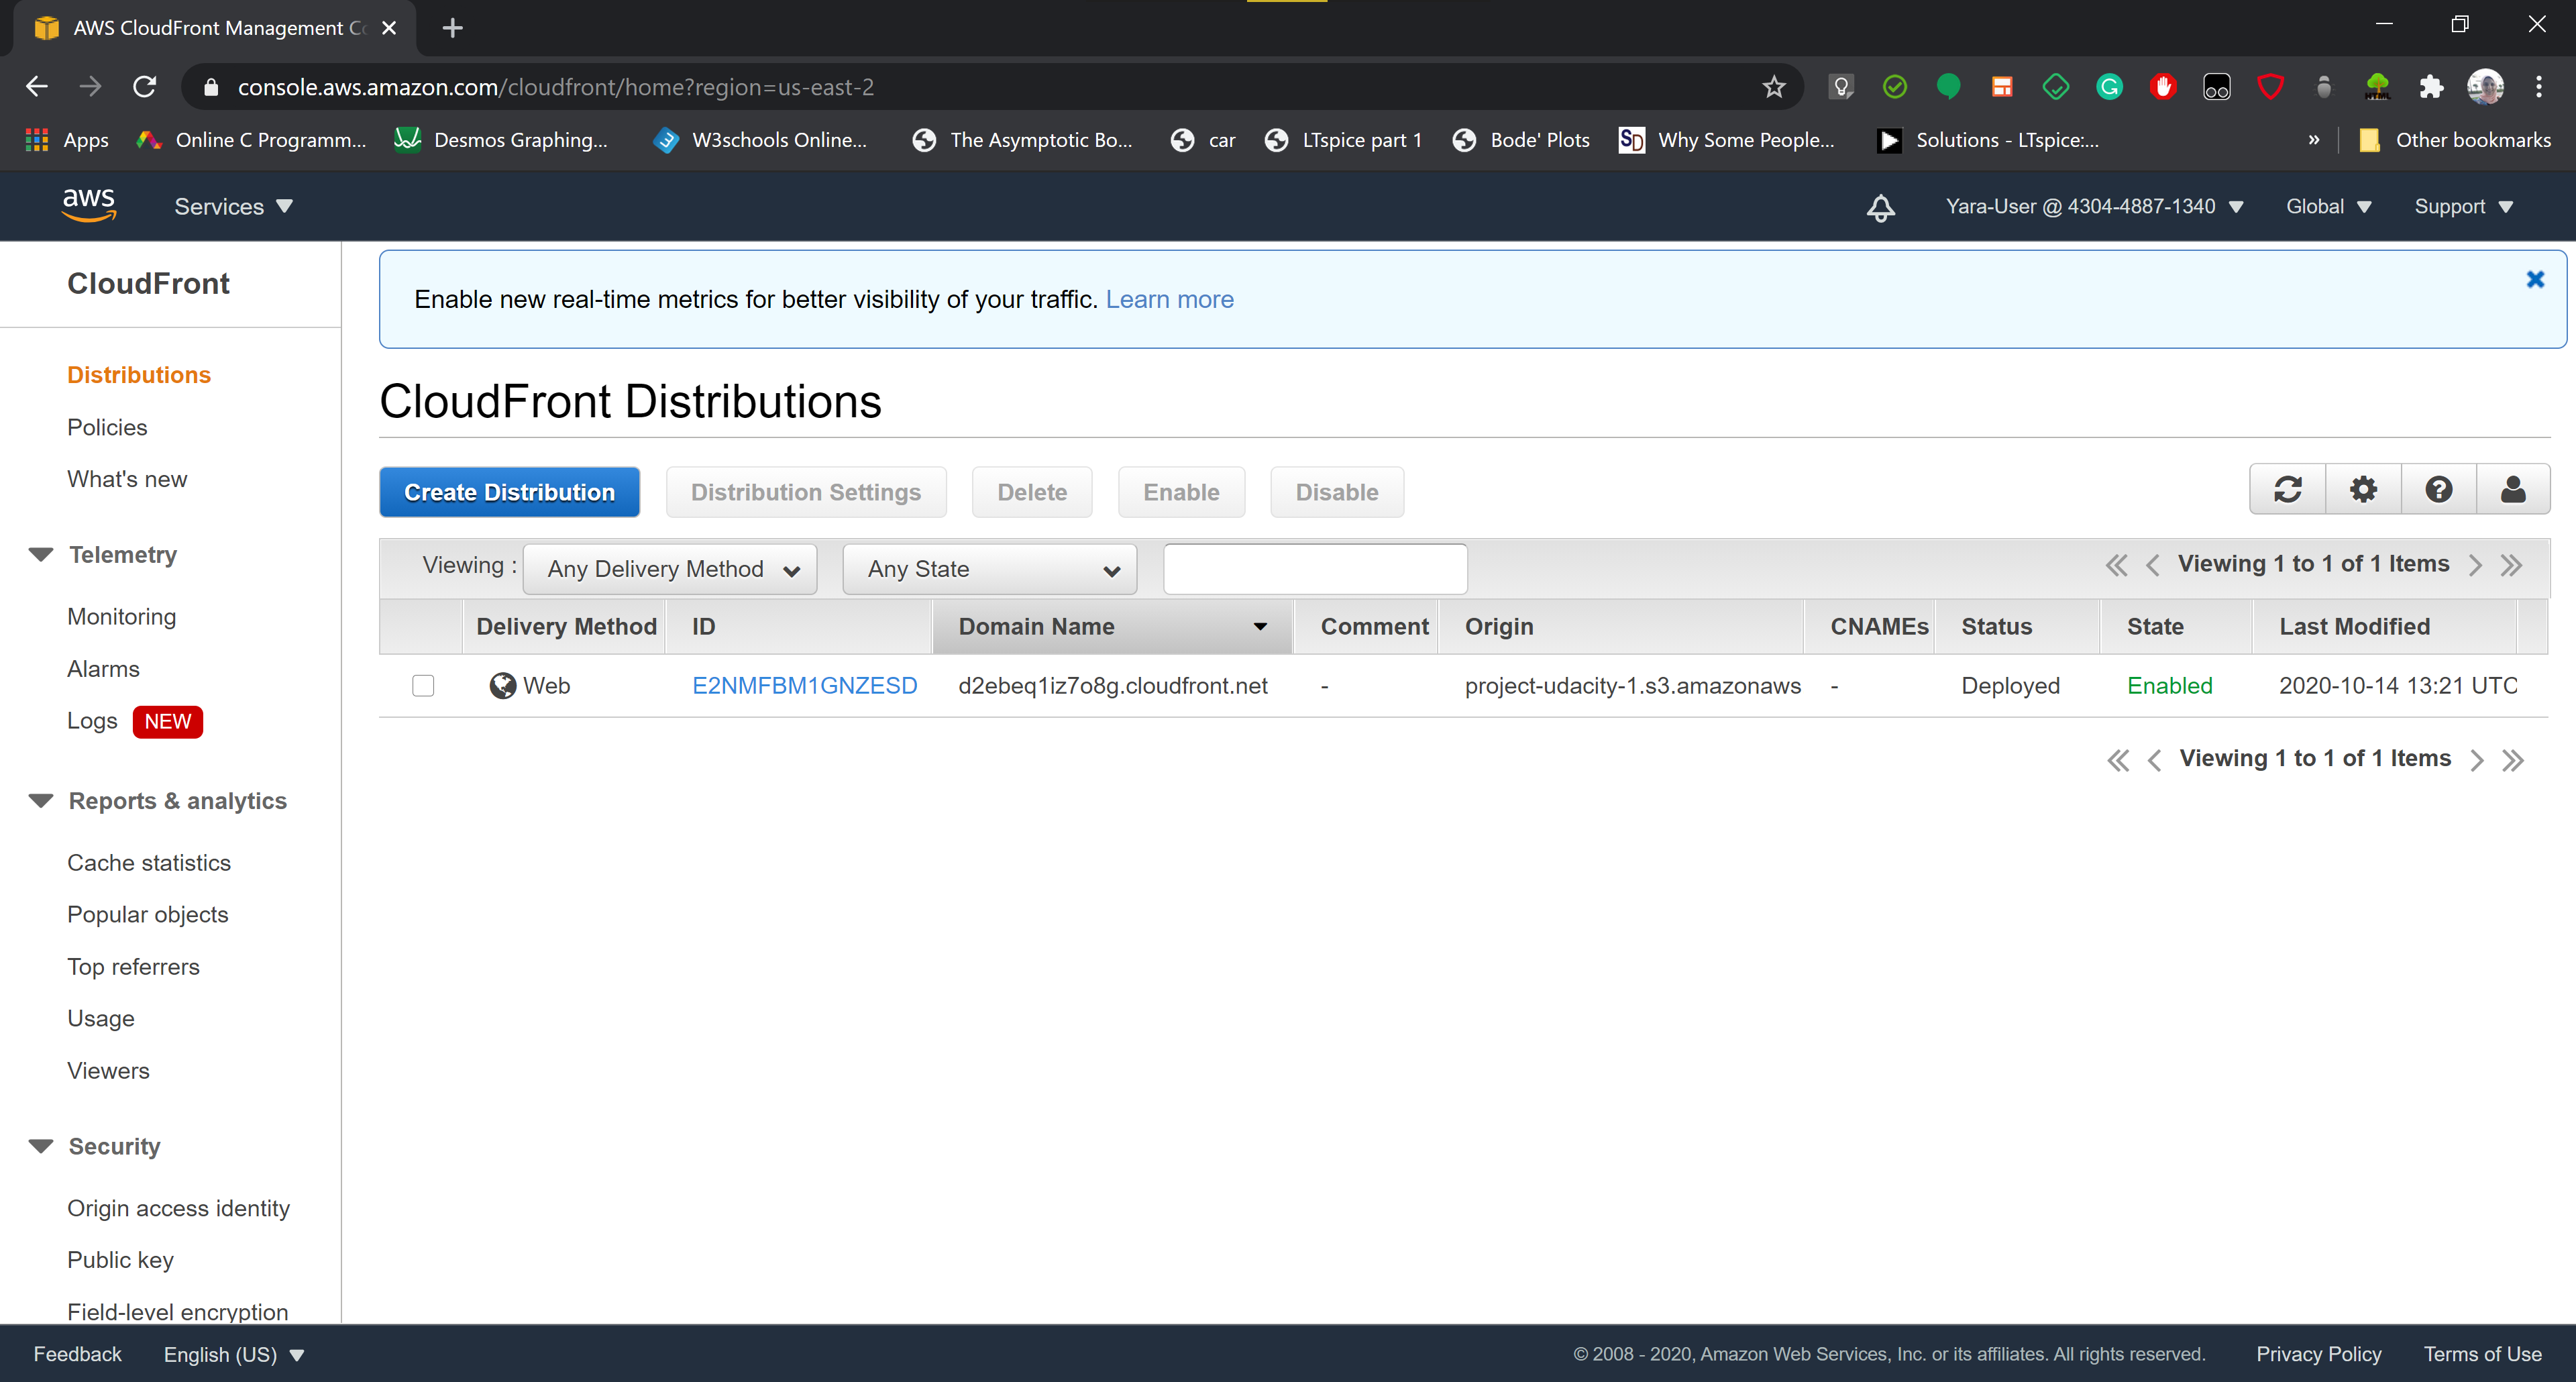 AWS CloudFront Management Co
console.aws.amazon.com/cloudfront/home?region=us-east-2
Apps Online C Programm... Desmos Graphing... W3schools Online... The Asymptotic Bo... car LTspice part 1 Bode' Plots SD Why Some People... Solutions - LTspice:... » Other bookmarks
aws Services Yara-User @ 4304-4887-1340 Global Support
CloudFront
Distributions
Policies
What's new
Telemetry
Monitoring
Alarms
Logs NEW
Reports & analytics
Cache statistics
Popular objects
Top referrers
Usage
Viewers
Security
Origin access identity
Public key
Field-level encryption
Enable new real-time metrics for better visibility of your traffic. Learn more
CloudFront Distributions
Create Distribution Distribution Settings Delete Enable Disable
Viewing : Any Delivery Method Any State Viewing 1 to 1 of 1 Items
Delivery Method ID Domain Name Comment Origin CNAMEs Status State Last Modified
Web E2NMFBM1GNZESD d2ebeq1iz7o8g.cloudfront.net - project-udacity-1.s3.amazonaws - Deployed Enabled 2020-10-14 13:21 UTC
Viewing 1 to 1 of 1 Items
Feedback English (US) © 2008 - 2020, Amazon Web Services, Inc. or its affiliates. All rights reserved. Privacy Policy Terms of Use